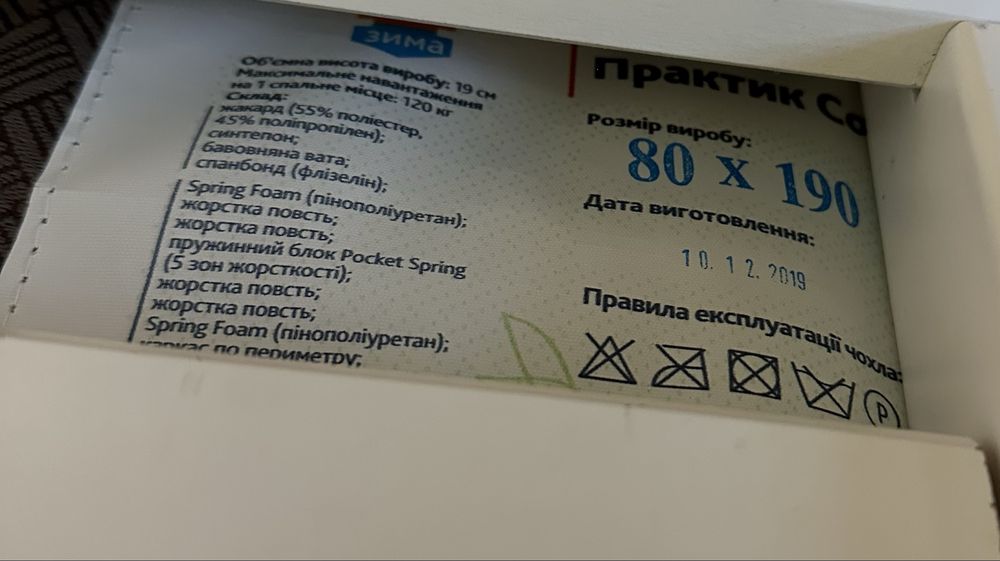 зима
Об'ємна висота виробу: 19 см
Максимальне навантаження
на 1 спальне місце: 120 кг
Склад:
жакард (55% поліестер,
45% поліпропілен);
синтепон;
бавовняна вата;
спанбонд (флізелін);
Spring Foam (пінополіуретан);
жорстка повсть;
жорстка повсть;
пружинний блок Pocket Spring
(5 зон жорсткості);
жорстка повсть;
жорстка повсть;
Spring Foam (пінополіуретан);
каркас по периметру;
Практик
Розмір виробу:
80 x 190
Дата виготовлення:
10.12.2019
Правила експлуатації чохла:
P